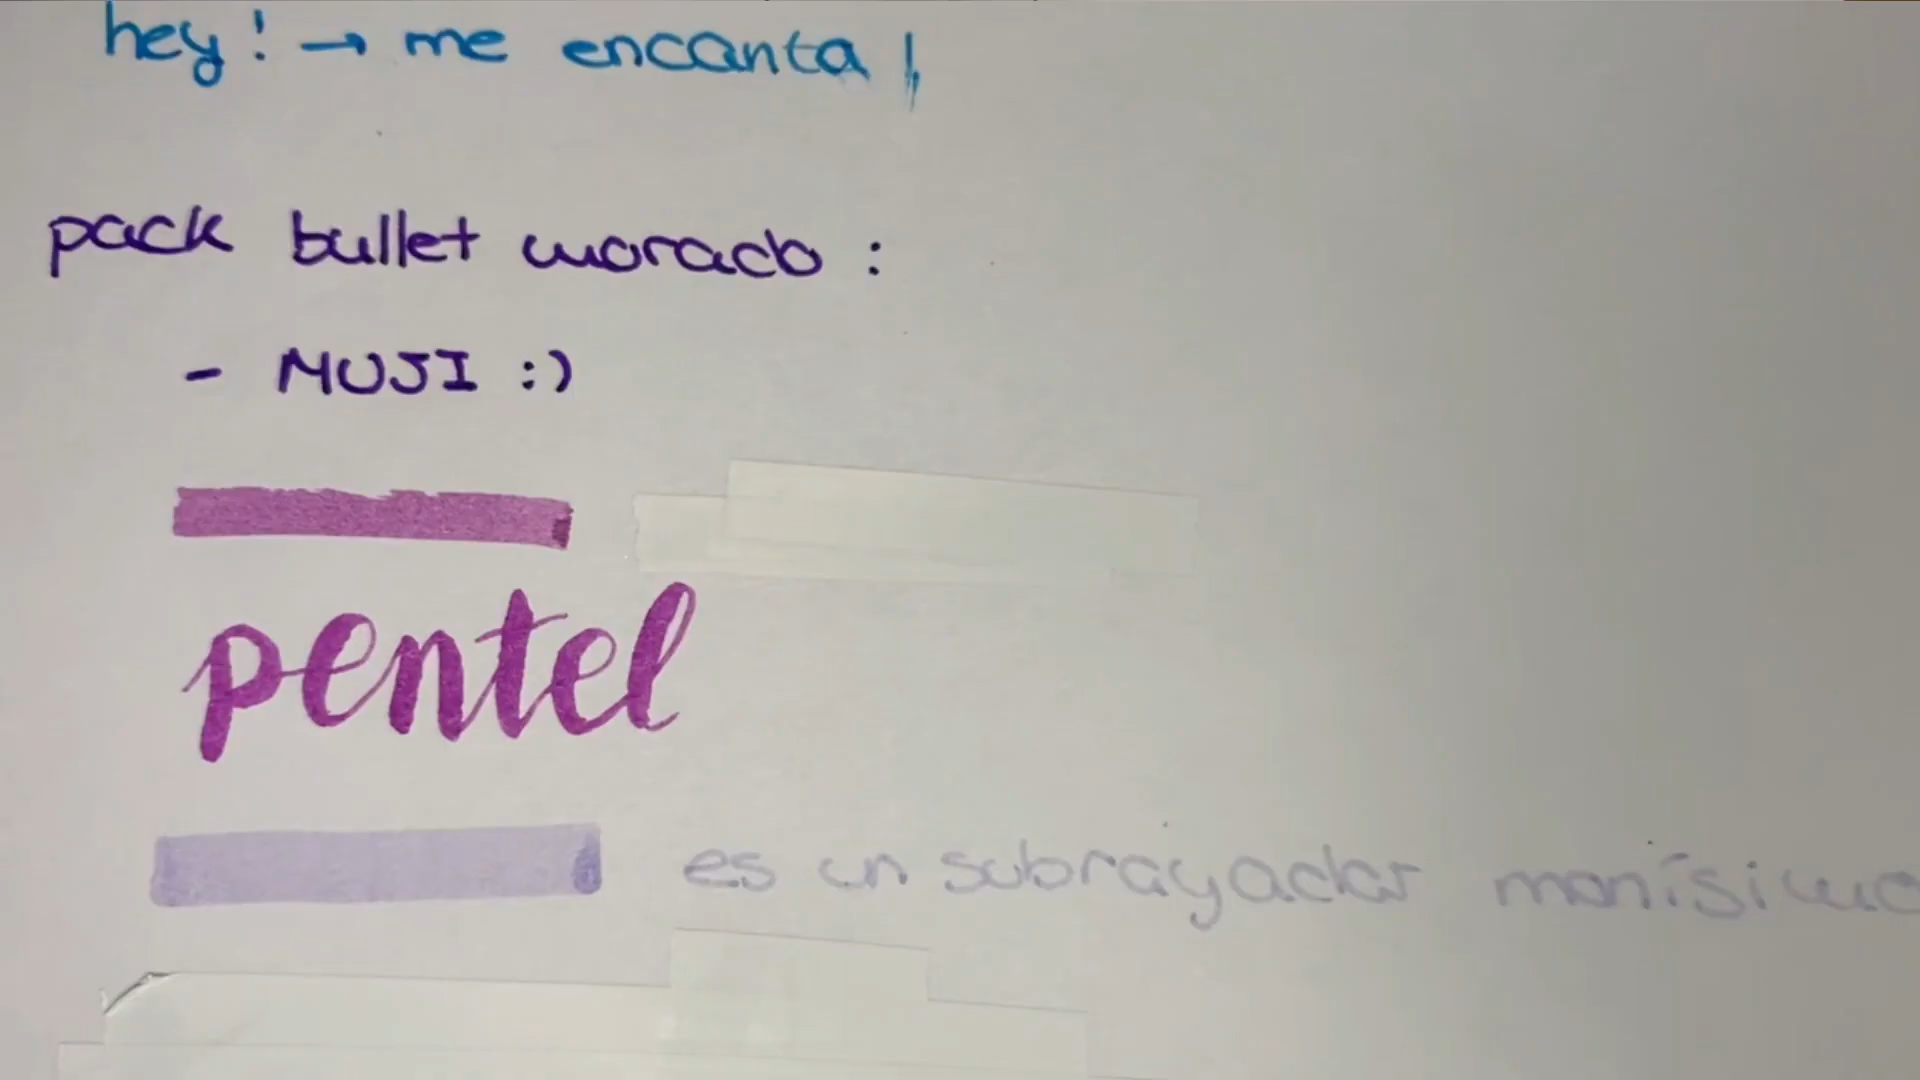 hey! → me encanta!
pack bullet morado :
- MUJI :)
pentel
es un subrayador monísimo